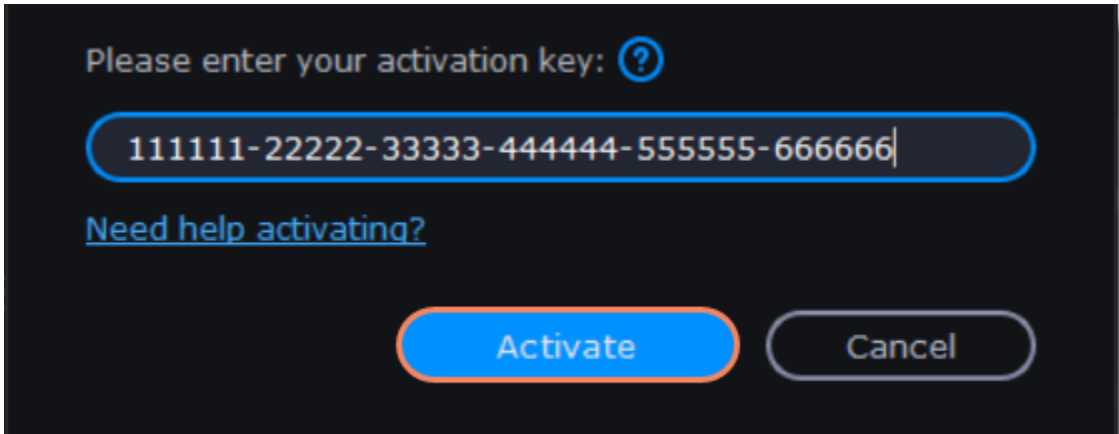 Please enter your activation key: ?
111111-22222-33333-444444-555555-666666
Need help activating?
Activate Cancel